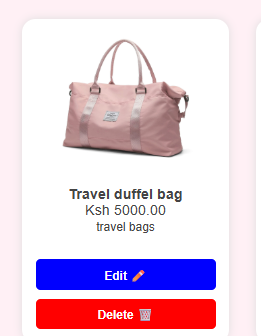 Travel duffel bag
Ksh 5000.00
travel bags
Edit ✏️
Delete 🗑️